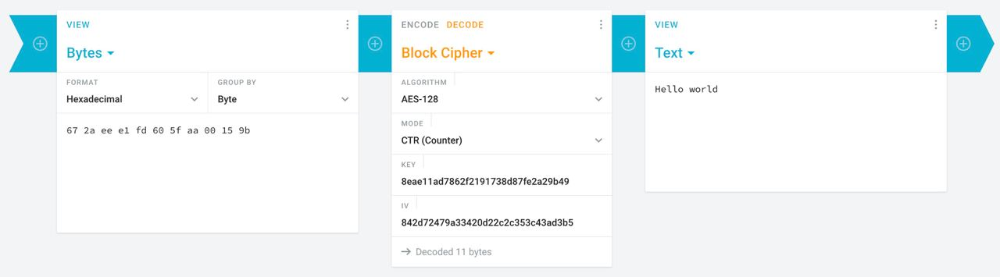 VIEW
Bytes
FORMAT
Hexadecimal
GROUP BY
Byte
67 2a ee e1 fd 60 5f aa 00 15 9b
ENCODE DECODE
Block Cipher
ALGORITHM
AES-128
MODE
CTR (Counter)
KEY
8eae11ad7862f2191738d87fe2a29b49
IV
842d72479a33420d22c2c353c43ad3b5
→ Decoded 11 bytes
VIEW
Text
Hello world